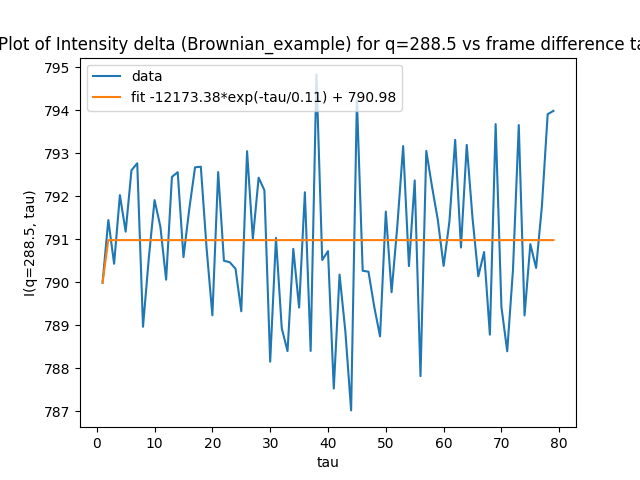 Plot of Intensity delta (Brownian_example) for q=288.5 vs frame difference ta
data
fit -12173.38*exp(-tau/0.11) + 790.98
I(q=288.5, tau)
795
794
793
792
791
790
789
788
787
0 10 20 30 40 50 60 70 80
tau